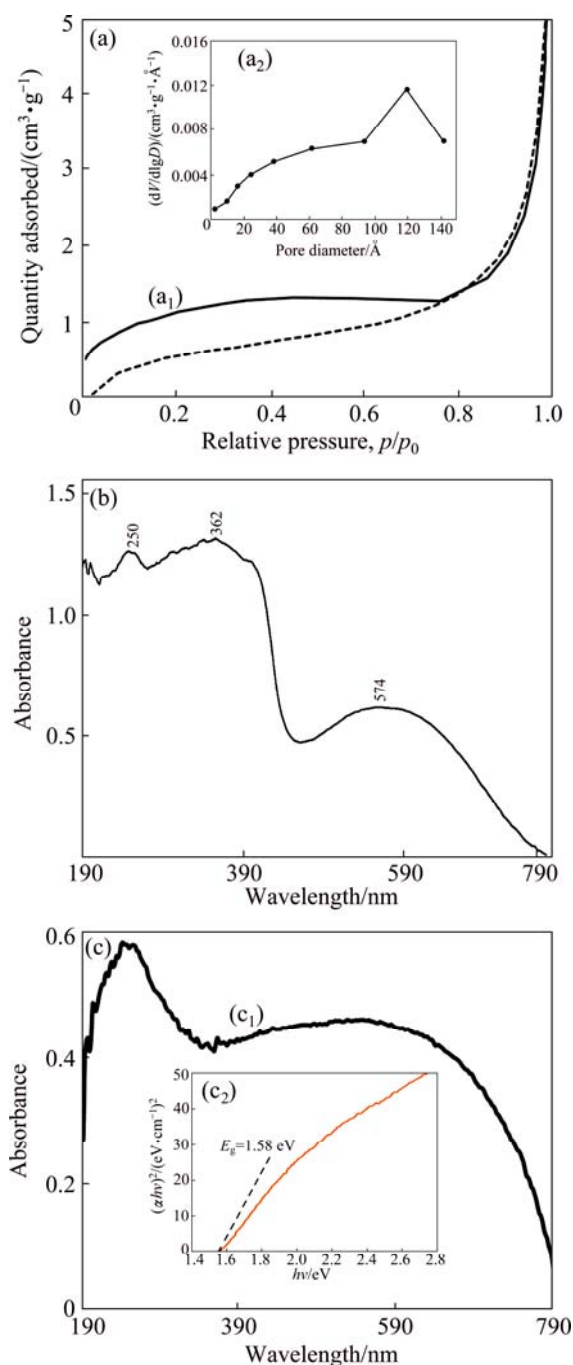 (a)
(a₂)
(dV/dlgD)/(cm³•g⁻¹•Å⁻¹)
0.016
0.012
0.008
0.004
0
0 20 40 60 80 100 120 140
Pore diameter/Å
(a₁)
Quantity adsorbed/(cm³•g⁻¹)
5
4
3
2
1
0
0.2 0.4 0.6 0.8 1.0
Relative pressure, p/p₀
(b)
250
362
574
Absorbance
1.5
1.0
0.5
190 390 590 790
Wavelength/nm
(c)
(c₁)
Absorbance
0.6
0.4
0.2
0
(c₂)
E_g=1.58 eV
(αhν)²/(eV·cm⁻¹)²
50
40
30
20
10
0
1.4 1.6 1.8 2.0 2.2 2.4 2.6 2.8
hν/eV
190 390 590 790
Wavelength/nm